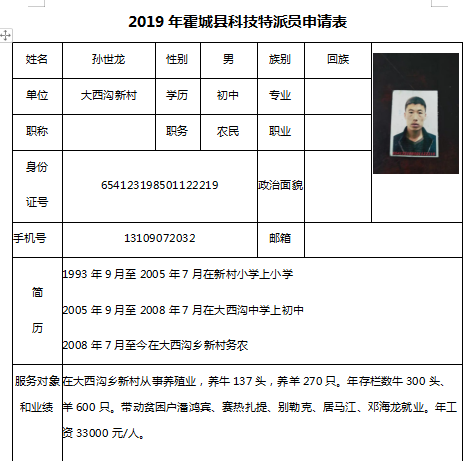 2019 年霍城县科技特派员申请表
姓名 孙世龙 性别 男 族别 回族
单位 大西沟新村 学历 初中 专业
职称 职务 农民 职业
身份
证号 654123198501122219 政治面貌
手机号 13109072032 邮箱
简
历
1993 年 9 月至 2005 年 7 月在新村小学上小学
2005 年 9 月至 2008 年 7 月在大西沟中学上初中
2008 年 7 月至今在大西沟乡新村务农
服务对象
和业绩
在大西沟乡新村从事养殖业，养牛 137 头，养羊 270 只。年存栏数牛 300 头、
羊 600 只。带动贫困户潘鸿宾、赛热扎提、别勒克、居马江、邓海龙就业。年工
资 33000 元/人。